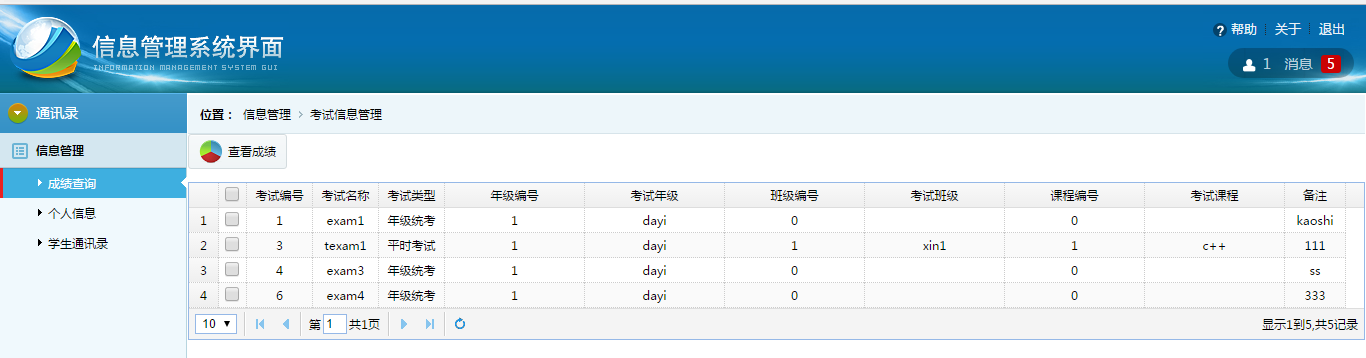 信息管理系统界面
INFORMATION MANAGEMENT SYSTEM GUI
? 帮助 关于 退出
1 消息 5
通讯录
信息管理
成绩查询
个人信息
学生通讯录
位置： 信息管理 > 考试信息管理
查看成绩
考试编号 考试名称 考试类型 年级编号 考试年级 班级编号 考试班级 课程编号 考试课程 备注
1 1 exam1 年级统考 1 dayi 0 0 kaoshi
2 3 texam1 平时考试 1 dayi 1 xin1 1 c++ 111
3 4 exam3 年级统考 1 dayi 0 0 ss
4 6 exam4 年级统考 1 dayi 0 0 333
10 第 1 共1页 显示1到5,共5记录